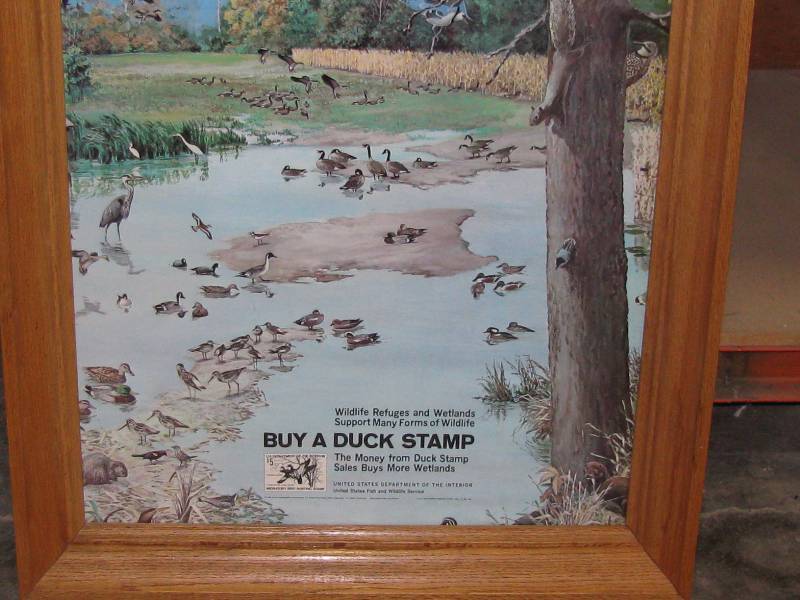 Wildlife Refuges and Wetlands
Support Many Forms of Wildlife
BUY A DUCK STAMP
The Money from Duck Stamp
Sales Buys More Wetlands
$5
UNITED STATES DEPARTMENT OF THE INTERIOR
United States Fish and Wildlife Service